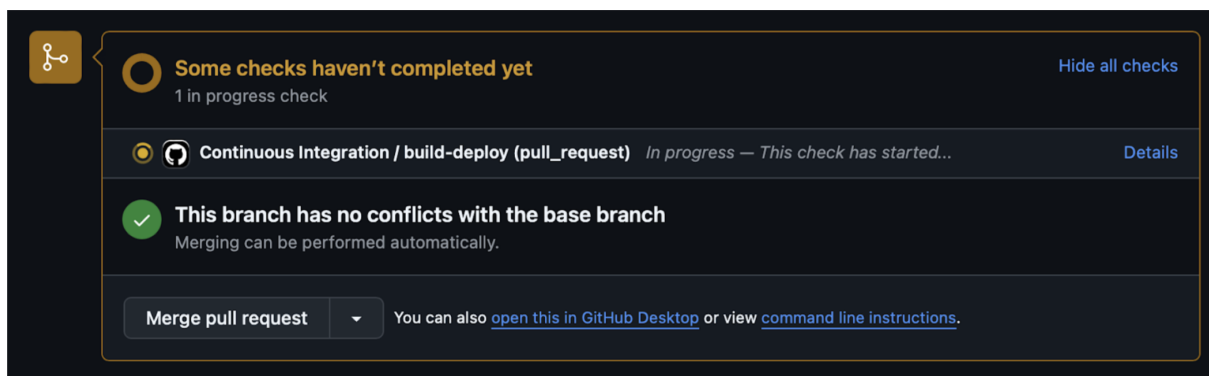 Some checks haven’t completed yet
Hide all checks
1 in progress check
Continuous Integration / build-deploy (pull_request) In progress — This check has started...
Details
This branch has no conflicts with the base branch
Merging can be performed automatically.
Merge pull request
You can also open this in GitHub Desktop or view command line instructions.